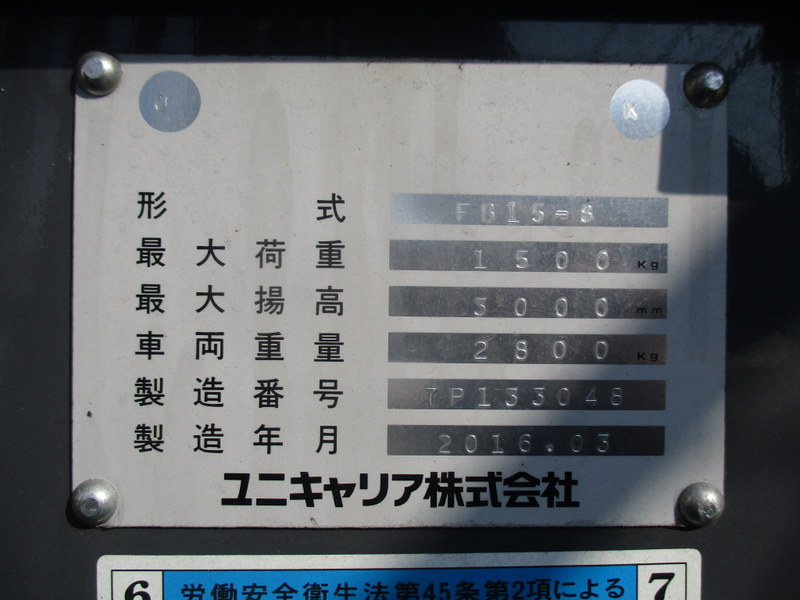 形式 FB15-8
最大荷重 1500 Kg
最大揚高 3000 mm
車両重量 2800 Kg
製造番号 7P133048
製造年月 2016.03
ユニキャリア株式会社
6 労働安全衛生法第45条第2項による 7